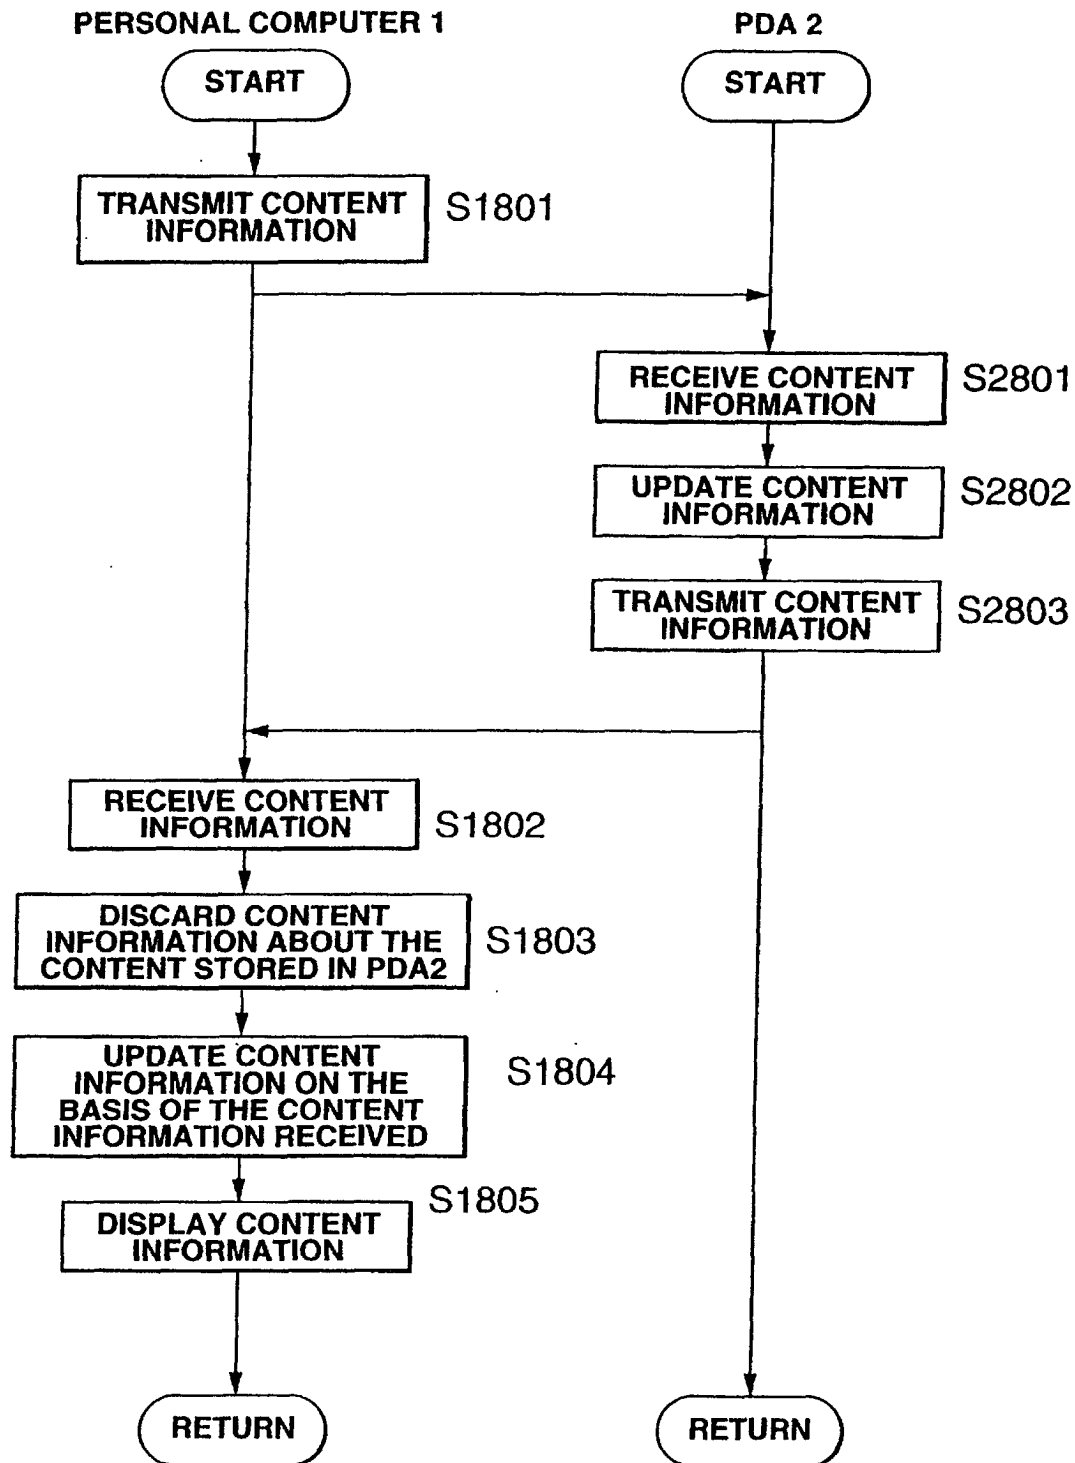 PERSONAL COMPUTER 1
PDA 2
START
START
TRANSMIT CONTENT
INFORMATION
S1801
RECEIVE CONTENT
INFORMATION
S2801
UPDATE CONTENT
INFORMATION
S2802
TRANSMIT CONTENT
INFORMATION
S2803
RECEIVE CONTENT
INFORMATION
S1802
DISCARD CONTENT
INFORMATION ABOUT THE
CONTENT STORED IN PDA2
S1803
UPDATE CONTENT
INFORMATION ON THE
BASIS OF THE CONTENT
INFORMATION RECEIVED
S1804
S1805
DISPLAY CONTENT
INFORMATION
RETURN
RETURN